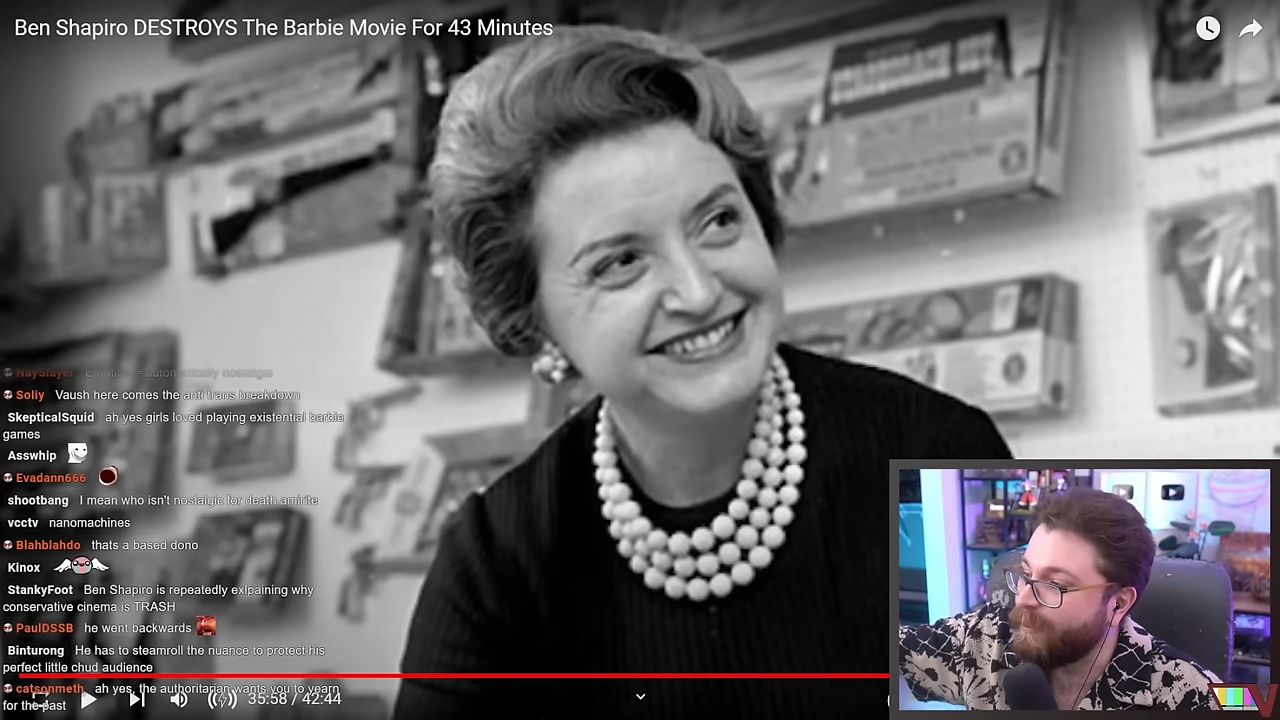 Ben Shapiro DESTROYS The Barbie Movie For 43 Minutes
NaySlayer Emotion = automatically nostalgia
Solly Vaush here comes the anti trans breakdown
SkepticalSquid ah yes girls loved playing existential barbie
games
Asswhip
Evadann666
shootbang I mean who isn't nostalgic for death amirite
vcctv nanomachines
Blahblahdo thats a based dono
Kinox
StankyFoot Ben Shapiro is repeatedly exlpaining why
conservative cinema is TRASH
PaulDSSB he went backwards
Binturong He has to steamroll the nuance to protect his
perfect little chud audience
catsonmeth ah yes, the authoritarian wants you to yearn
for the past
35:58 / 42:44